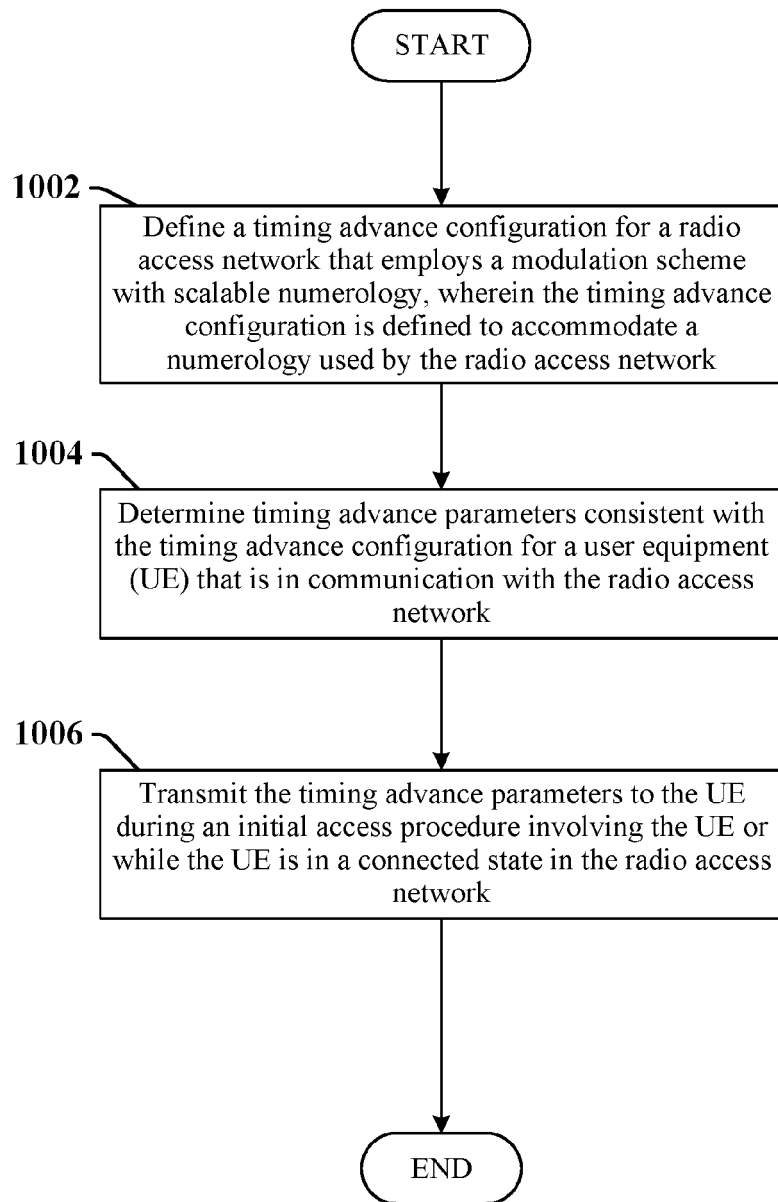 START
1002
Define a timing advance configuration for a radio
access network that employs a modulation scheme
with scalable numerology, wherein the timing advance
configuration is defined to accommodate a
numerology used by the radio access network
1004
Determine timing advance parameters consistent with
the timing advance configuration for a user equipment
(UE) that is in communication with the radio access
network
1006
Transmit the timing advance parameters to the UE
during an initial access procedure involving the UE or
while the UE is in a connected state in the radio access
network
END